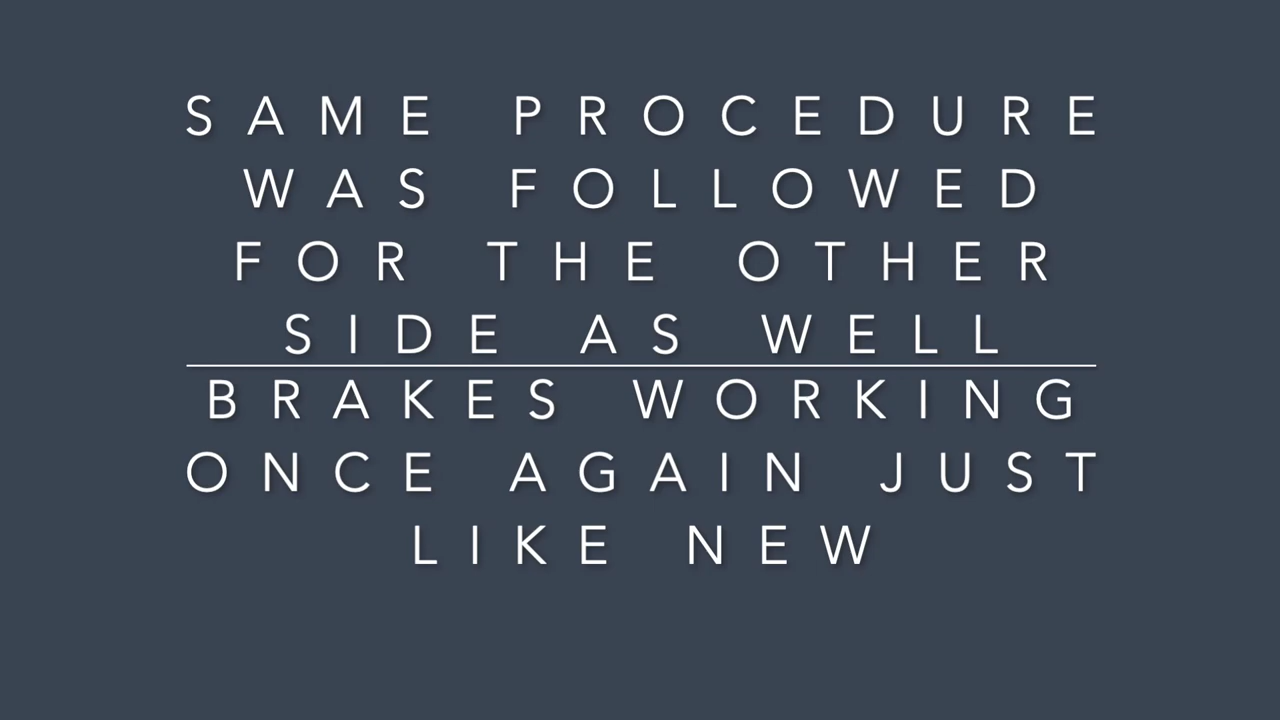 SAME PROCEDURE
WAS FOLLOWED
FOR THE OTHER
SIDE AS WELL
BRAKES WORKING
ONCE AGAIN JUST
LIKE NEW